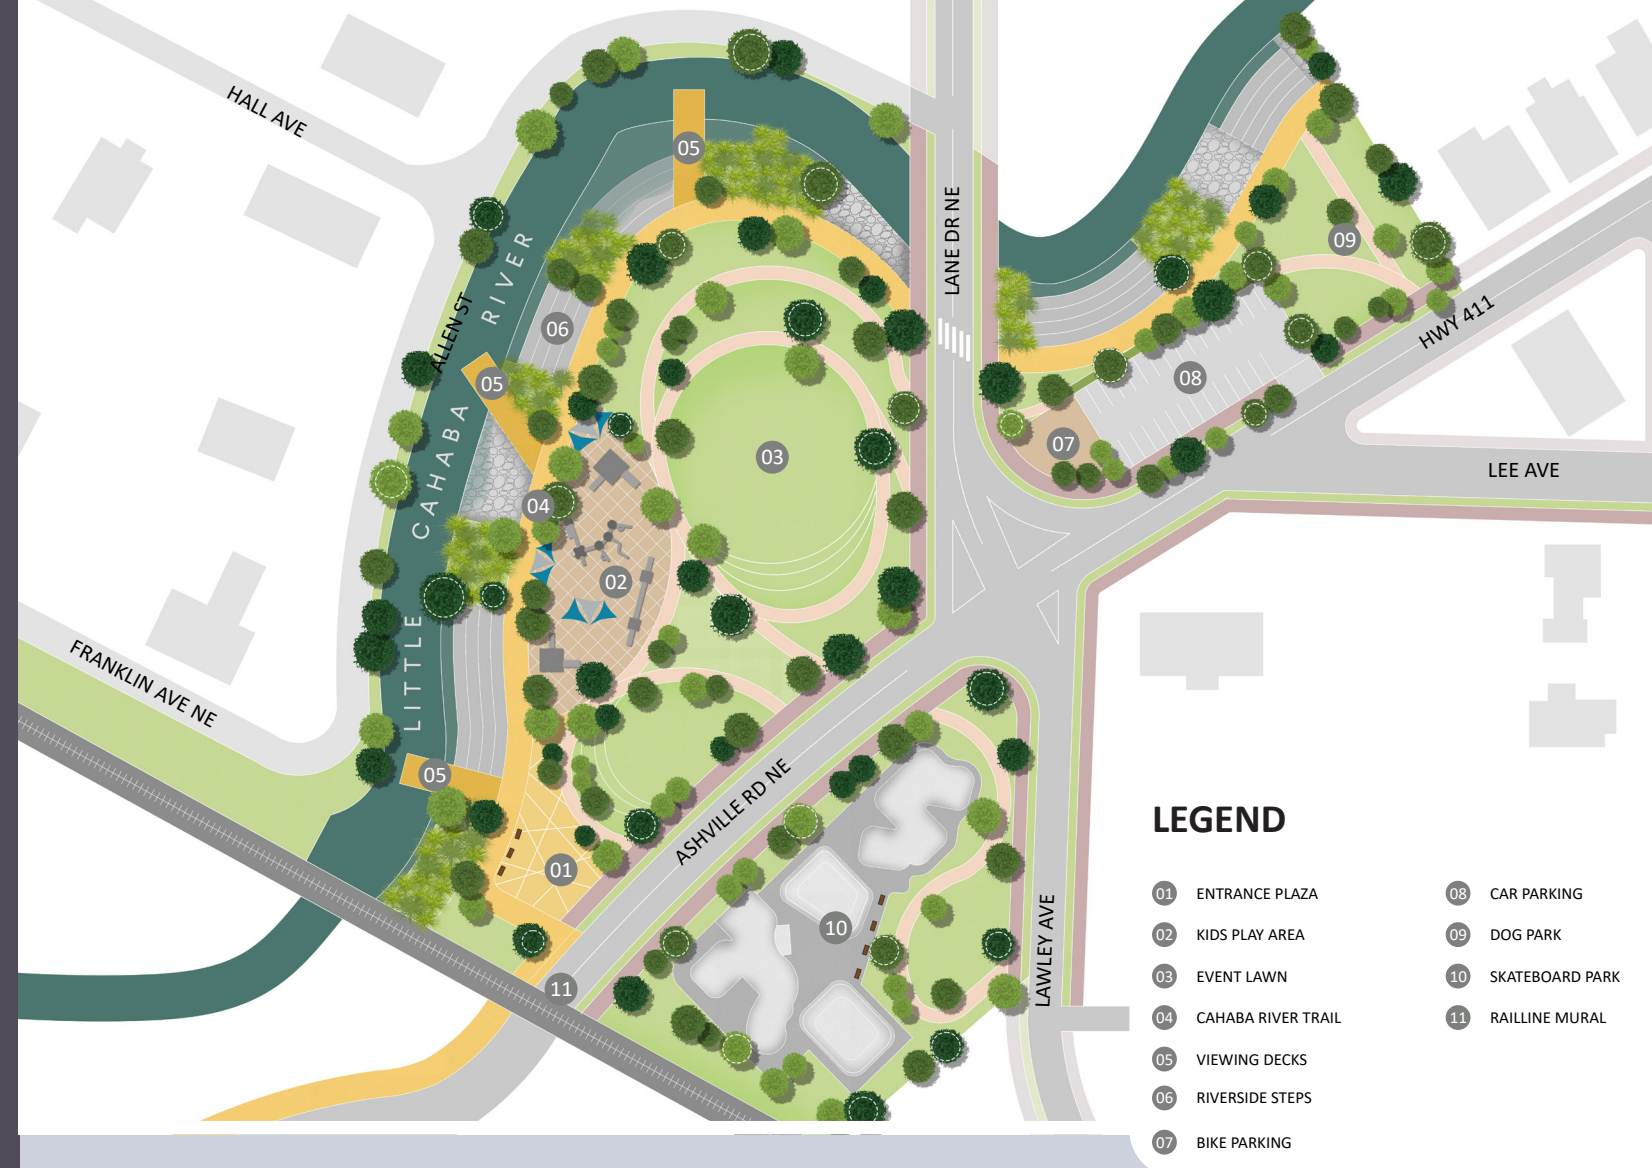 HALL AVE
05
LANE DR NE
09
RIVER
ALLEN ST
06
HWY 411
05
08
CAHABA
07
03
LEE AVE
04
02
LITTLE
FRANKLIN AVE NE
05
ASHVILLE RD NE
LEGEND
01
01 ENTRANCE PLAZA
02 KIDS PLAY AREA
03 EVENT LAWN
04 CAHABA RIVER TRAIL
05 VIEWING DECKS
06 RIVERSIDE STEPS
07 BIKE PARKING
08 CAR PARKING
09 DOG PARK
10 SKATEBOARD PARK
11 RAILLINE MURAL
10
LAWLEY AVE
11